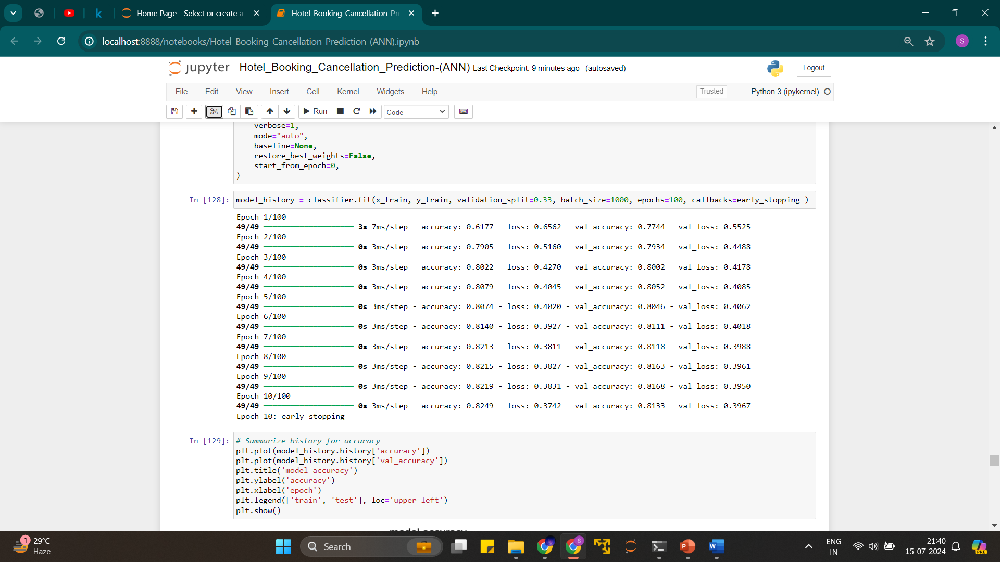 Home Page - Select or create a
Hotel_Booking_Cancellation_Pre
localhost:8888/notebooks/Hotel_Booking_Cancellation_Prediction-(ANN).ipynb
S
jupyter Hotel_Booking_Cancellation_Prediction-(ANN) Last Checkpoint: 9 minutes ago (autosaved)
Logout
File Edit View Insert Cell Kernel Widgets Help
Trusted Python 3 (ipykernel)
Run Code
verbose=1,
mode="auto",
baseline=None,
restore_best_weights=False,
start_from_epoch=0,
)
In [128]: model_history = classifier.fit(x_train, y_train, validation_split=0.33, batch_size=1000, epochs=100, callbacks=early_stopping )
Epoch 1/100
49/49 3s 7ms/step - accuracy: 0.6177 - loss: 0.6562 - val_accuracy: 0.7744 - val_loss: 0.5525
Epoch 2/100
49/49 0s 3ms/step - accuracy: 0.7905 - loss: 0.5160 - val_accuracy: 0.7934 - val_loss: 0.4488
Epoch 3/100
49/49 0s 3ms/step - accuracy: 0.8022 - loss: 0.4270 - val_accuracy: 0.8002 - val_loss: 0.4178
Epoch 4/100
49/49 0s 3ms/step - accuracy: 0.8079 - loss: 0.4045 - val_accuracy: 0.8052 - val_loss: 0.4085
Epoch 5/100
49/49 0s 3ms/step - accuracy: 0.8074 - loss: 0.4020 - val_accuracy: 0.8046 - val_loss: 0.4062
Epoch 6/100
49/49 0s 3ms/step - accuracy: 0.8140 - loss: 0.3927 - val_accuracy: 0.8111 - val_loss: 0.4018
Epoch 7/100
49/49 0s 3ms/step - accuracy: 0.8213 - loss: 0.3811 - val_accuracy: 0.8118 - val_loss: 0.3988
Epoch 8/100
49/49 0s 3ms/step - accuracy: 0.8215 - loss: 0.3827 - val_accuracy: 0.8163 - val_loss: 0.3961
Epoch 9/100
49/49 0s 3ms/step - accuracy: 0.8219 - loss: 0.3831 - val_accuracy: 0.8168 - val_loss: 0.3950
Epoch 10/100
49/49 0s 3ms/step - accuracy: 0.8249 - loss: 0.3742 - val_accuracy: 0.8133 - val_loss: 0.3967
Epoch 10: early stopping
In [129]: # Summarize history for accuracy
plt.plot(model_history.history['accuracy'])
plt.plot(model_history.history['val_accuracy'])
plt.title('model accuracy')
plt.ylabel('accuracy')
plt.xlabel('epoch')
plt.legend(['train', 'test'], loc='upper left')
plt.show()
model accuracy
1
29°C
Haze
Search
ENG
IN
21:40
15-07-2024
PRE